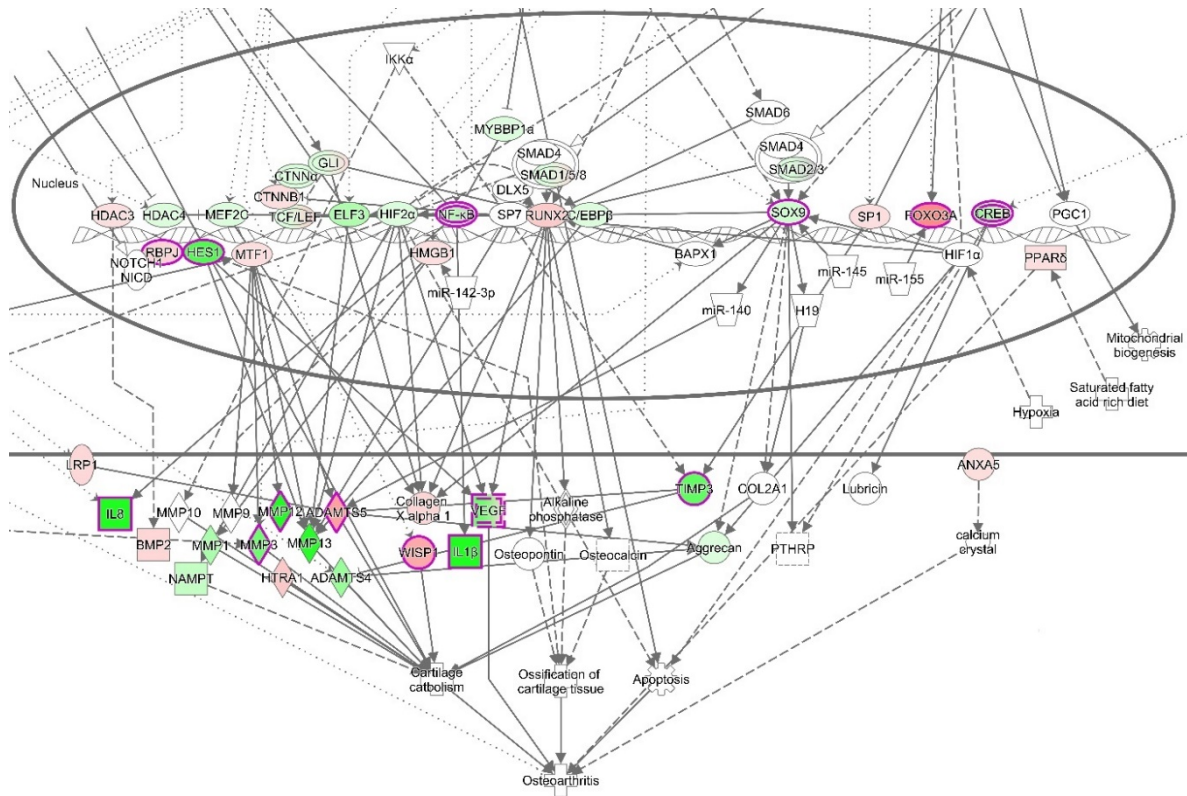 IKKα
SMAD6
MYBBP1a
SMAD4
SMAD4
GLI
CTNNα
SMAD1/5/8
SMAD2/3
Nucleus
CTNNB1
DLX5
HDAC3
HDAC4
MEF2C
TCF/LEF
ELF3
HIF2α
NF-κB
SP7
RUNX2
C/EBPβ
SOX9
SP1
FOXO3A
CREB
PGC1
RBPJ
HES1
MTF1
HMGB1
BAPX1
HIF1α
PPARδ
NOTCH1
NICD
miR-142-3p
miR-145
miR-155
miR-140
H19
Mitochondrial
biogenesis
Saturated fatty
acid rich diet
Hypoxia
LRP1
ANXA5
IL8
MMP10
MMP9
MMP12
ADAMTS5
Collagen
X alpha 1
VEGF
Alkaline
phosphatase
TIMP3
COL2A1
Lubricin
BMP2
MMP1
MMP3
MMP13
WISP1
IL1β
Osteopontin
Osteocalcin
Aggrecan
PTHRP
calcium
crystal
NAMPT
HTRA1
ADAMTS4
Cartilage
catbolism
Ossification of
cartilage tissue
Apoptosis
Osteoarthritis